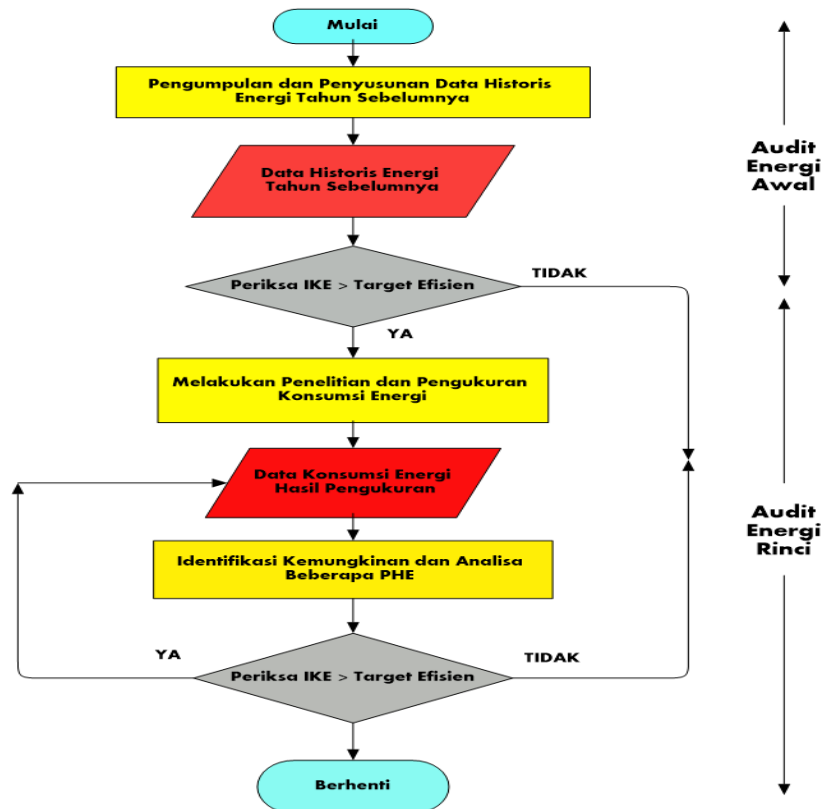 Mulai
Pengumpulan dan Penyusunan Data Historis
Energi Tahun Sebelumnya
Data Historis Energi
Tahun Sebelumnya
Audit
Energi
Awal
Periksa IKE > Target Efisien
TIDAK
YA
Melakukan Penelitian dan Pengukuran
Konsumsi Energi
Data Konsumsi Energi
Hasil Pengukuran
Audit
Energi
Rinci
Identifikasi Kemungkinan dan Analisa
Beberapa PHE
YA
TIDAK
Periksa IKE > Target Efisien
Berhenti